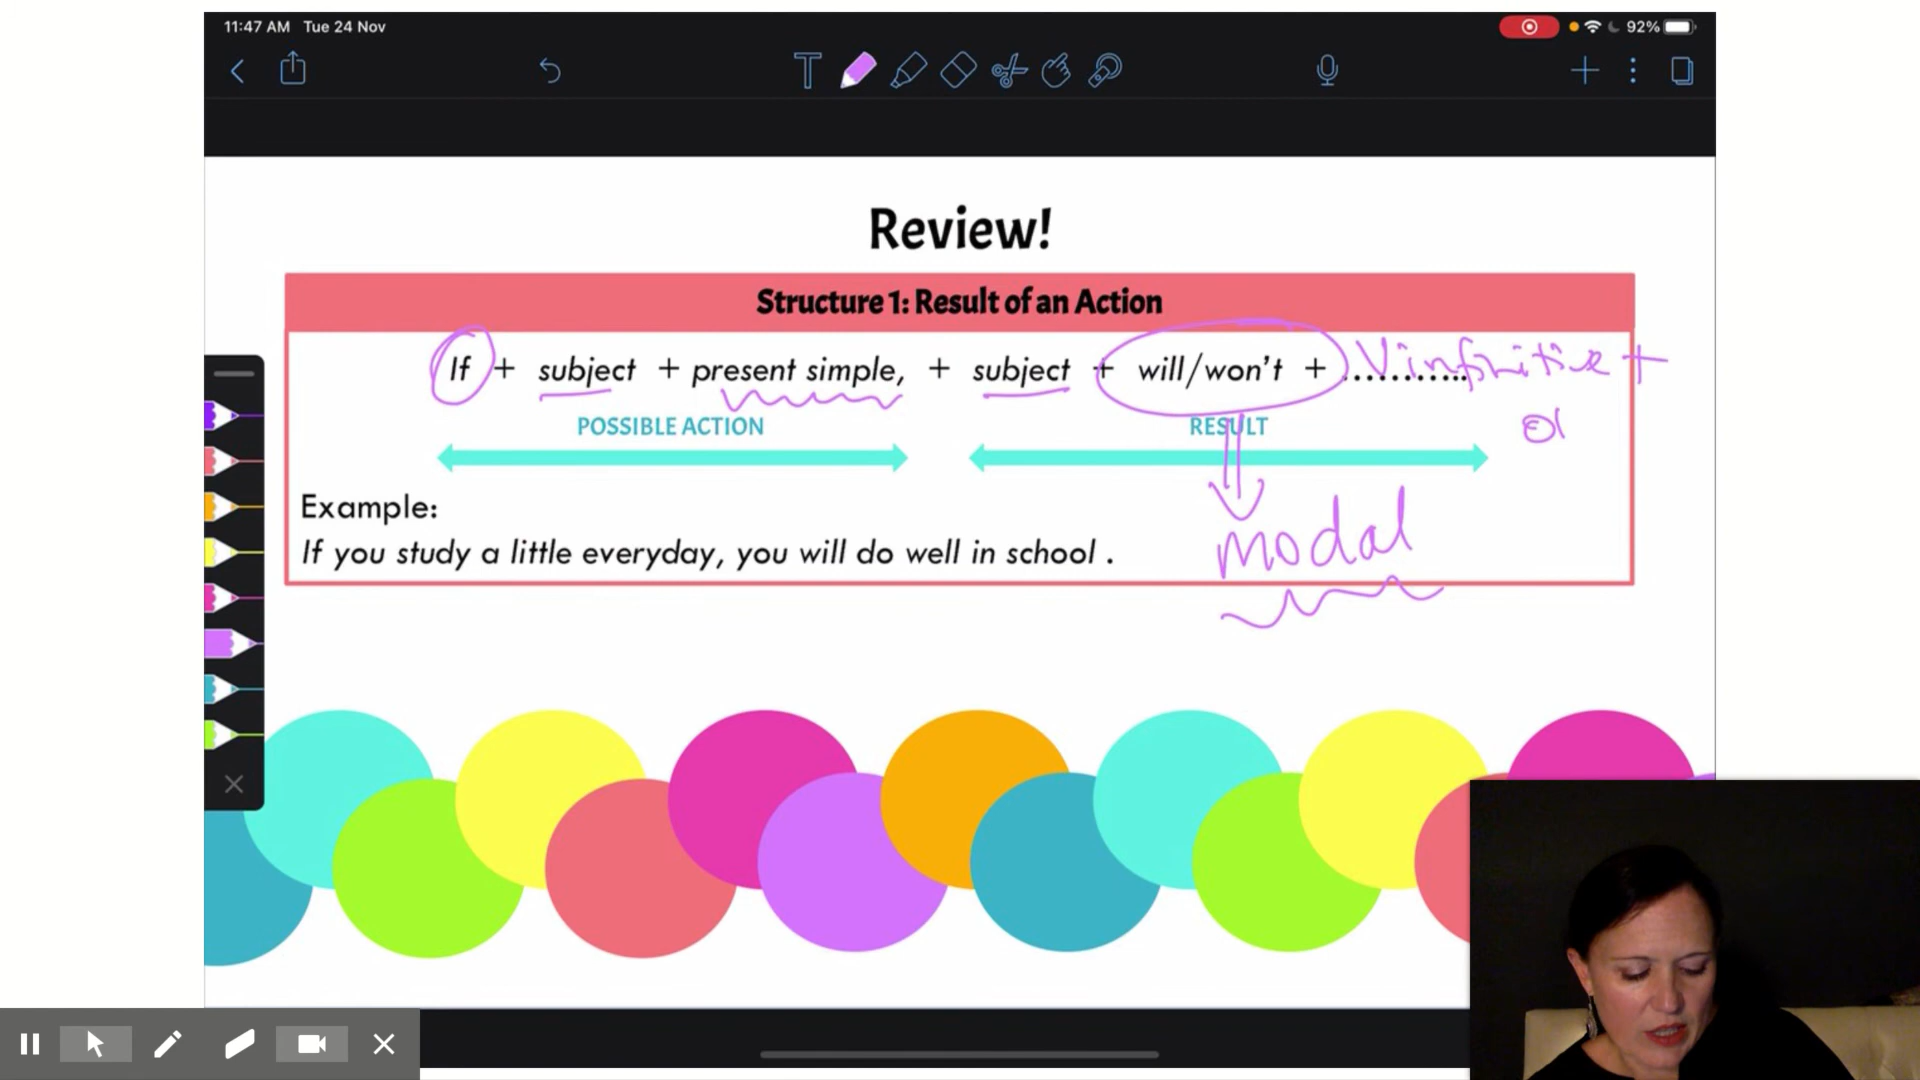 11:47 AM Tue 24 Nov
92%
Review!
Structure 1: Result of an Action
If + subject + present simple, + subject + will/won't + ........... Vinfinitive +
POSSIBLE ACTION
RESULT
modal
Example:
If you study a little everyday, you will do well in school .